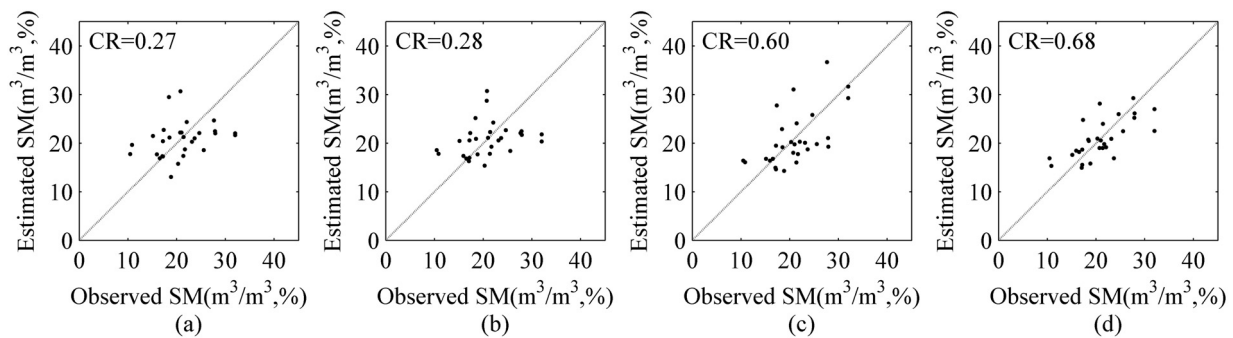 CR=0.27
40
30
20
10
0
0 10 20 30 40
Estimated SM(m³/m³,%)
Observed SM(m³/m³,%)
(a)
CR=0.28
40
30
20
10
0
0 10 20 30 40
Estimated SM(m³/m³,%)
Observed SM(m³/m³,%)
(b)
CR=0.60
40
30
20
10
0
0 10 20 30 40
Estimated SM(m³/m³,%)
Observed SM(m³/m³,%)
(c)
CR=0.68
40
30
20
10
0
0 10 20 30 40
Estimated SM(m³/m³,%)
Observed SM(m³/m³,%)
(d)